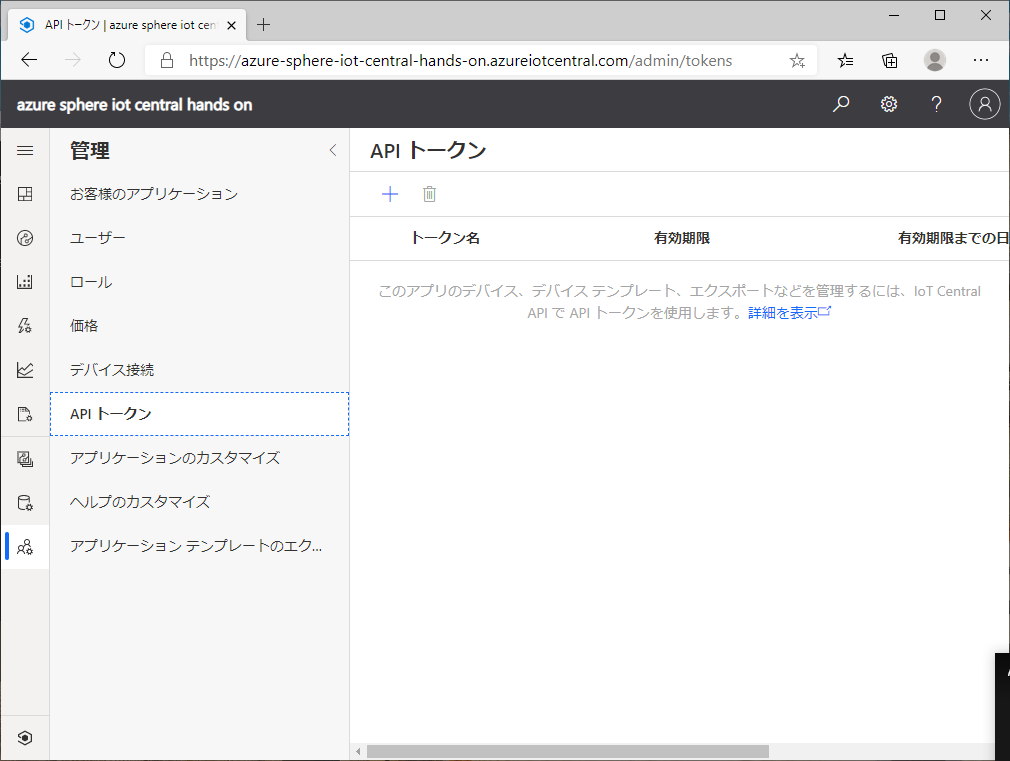 API トークン | azure sphere iot cen
https://azure-sphere-iot-central-hands-on.azureiotcentral.com/admin/tokens
azure sphere iot central hands on
管理
お客様のアプリケーション
ユーザー
ロール
価格
デバイス接続
API トークン
アプリケーションのカスタマイズ
ヘルプのカスタマイズ
アプリケーション テンプレートのエク...
API トークン
トークン名 有効期限 有効期限までの日
このアプリのデバイス、デバイス テンプレート、エクスポートなどを管理するには、IoT Central
API で API トークンを使用します。詳細を表示